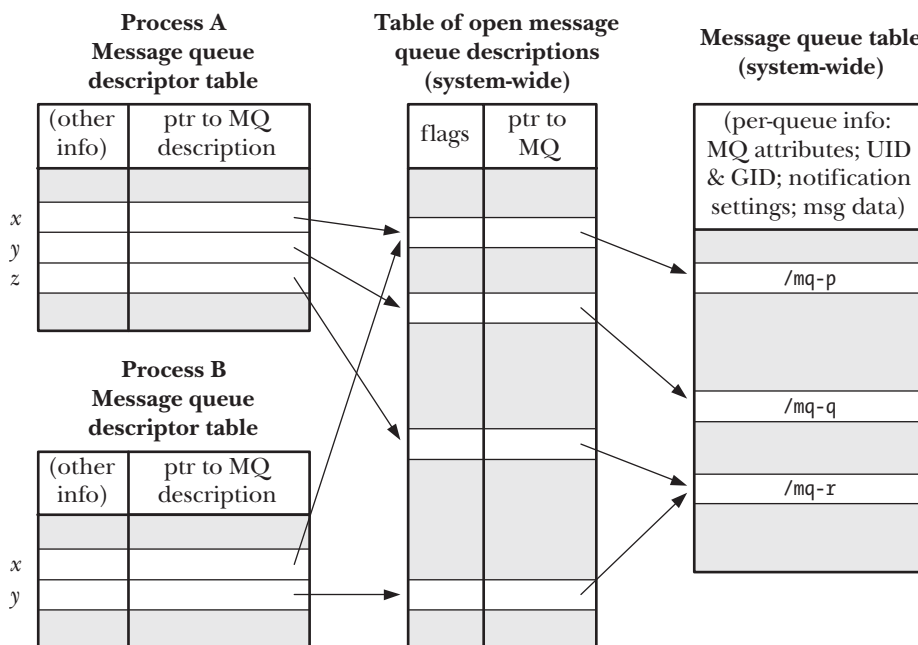 Process A
Message queue
descriptor table
(other
info)
ptr to MQ
description
x
y
z
Process B
Message queue
descriptor table
(other
info)
ptr to MQ
description
x
y
Table of open message
queue descriptions
(system-wide)
flags
ptr to
MQ
Message queue table
(system-wide)
(per-queue info:
MQ attributes; UID
& GID; notification
settings; msg data)
/mq-p
/mq-q
/mq-r